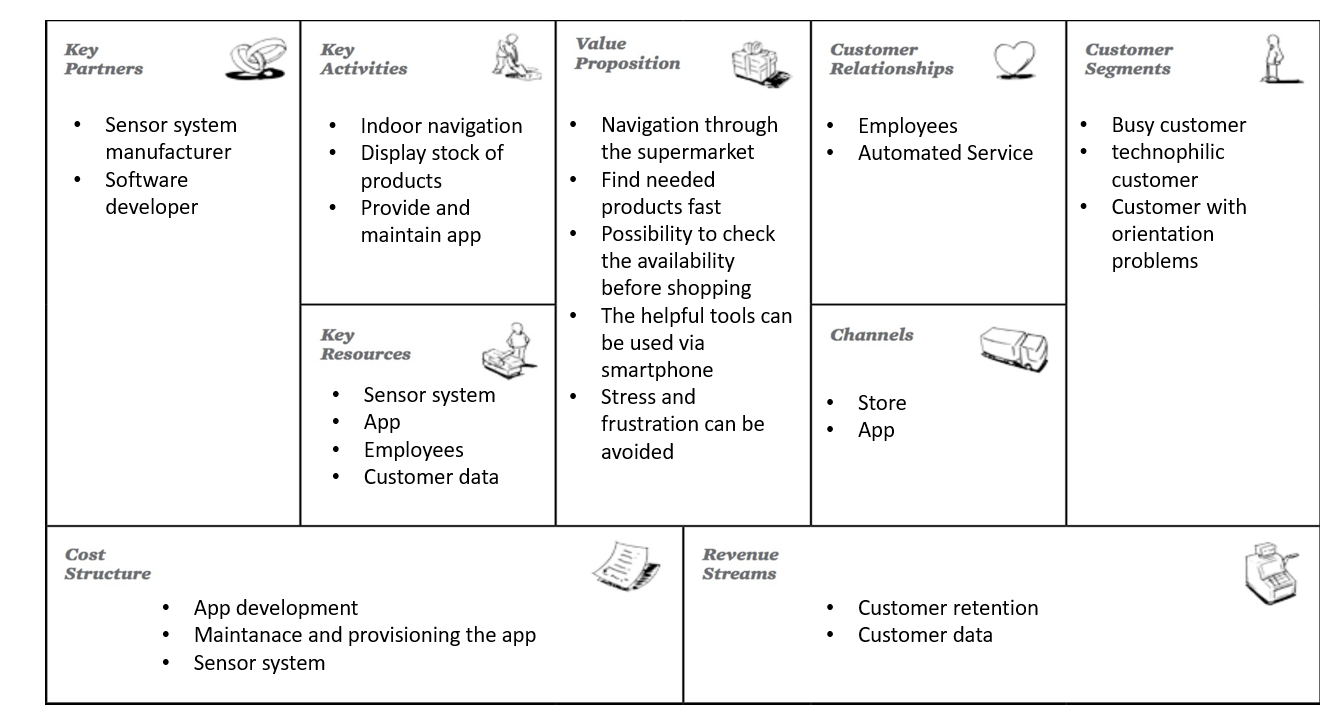 Key
Partners
• Sensor system
manufacturer
• Software
developer
Key
Activities
• Indoor navigation
• Display stock of
products
• Provide and
maintain app
Key
Resources
• Sensor system
• App
• Employees
• Customer data
Value
Proposition
• Navigation through
the supermarket
• Find needed
products fast
• Possibility to check
the availability
before shopping
• The helpful tools can
be used via
smartphone
• Stress and
frustration can be
avoided
Customer
Relationships
• Employees
• Automated Service
Channels
• Store
• App
Customer
Segments
• Busy customer
• technophilic
customer
• Customer with
orientation
problems
Cost
Structure
• App development
• Maintanace and provisioning the app
• Sensor system
Revenue
Streams
• Customer retention
• Customer data